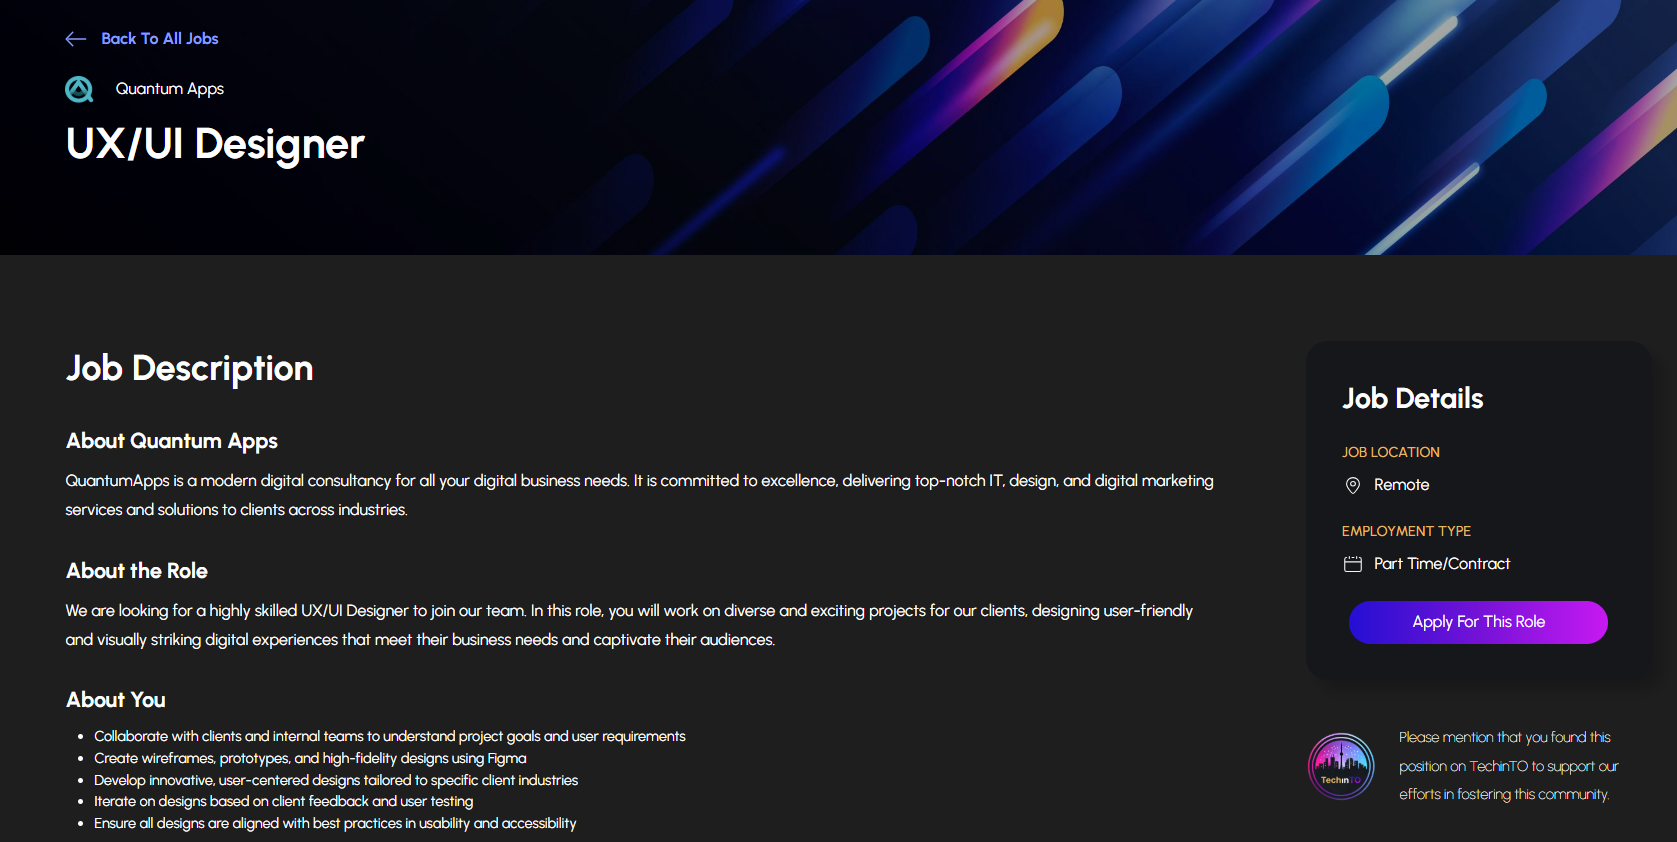 Back To All Jobs
Quantum Apps
UX/UI Designer
Job Description
About Quantum Apps
QuantumApps is a modern digital consultancy for all your digital business needs. It is committed to excellence, delivering top-notch IT, design, and digital marketing
services and solutions to clients across industries.
About the Role
We are looking for a highly skilled UX/UI Designer to join our team. In this role, you will work on diverse and exciting projects for our clients, designing user-friendly
and visually striking digital experiences that meet their business needs and captivate their audiences.
About You
• Collaborate with clients and internal teams to understand project goals and user requirements
• Create wireframes, prototypes, and high-fidelity designs using Figma
• Develop innovative, user-centered designs tailored to specific client industries
• Iterate on designs based on client feedback and user testing
• Ensure all designs are aligned with best practices in usability and accessibility
Job Details
JOB LOCATION
Remote
EMPLOYMENT TYPE
Part Time/Contract
Apply For This Role
TechinTO
Please mention that you found this
position on TechinTO to support our
efforts in fostering this community.